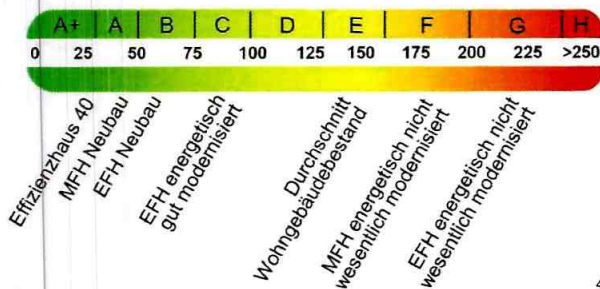 A+ A B C D E F G H
0 25 50 75 100 125 150 175 200 225 >250
Effizienzhaus 40
MFH Neubau
EFH Neubau
EFH energetisch
gut modernisiert
Durchschnitt
Wohngebäudebestand
MFH energetisch nicht
wesentlich modernisiert
EFH energetisch nicht
wesentlich modernisiert